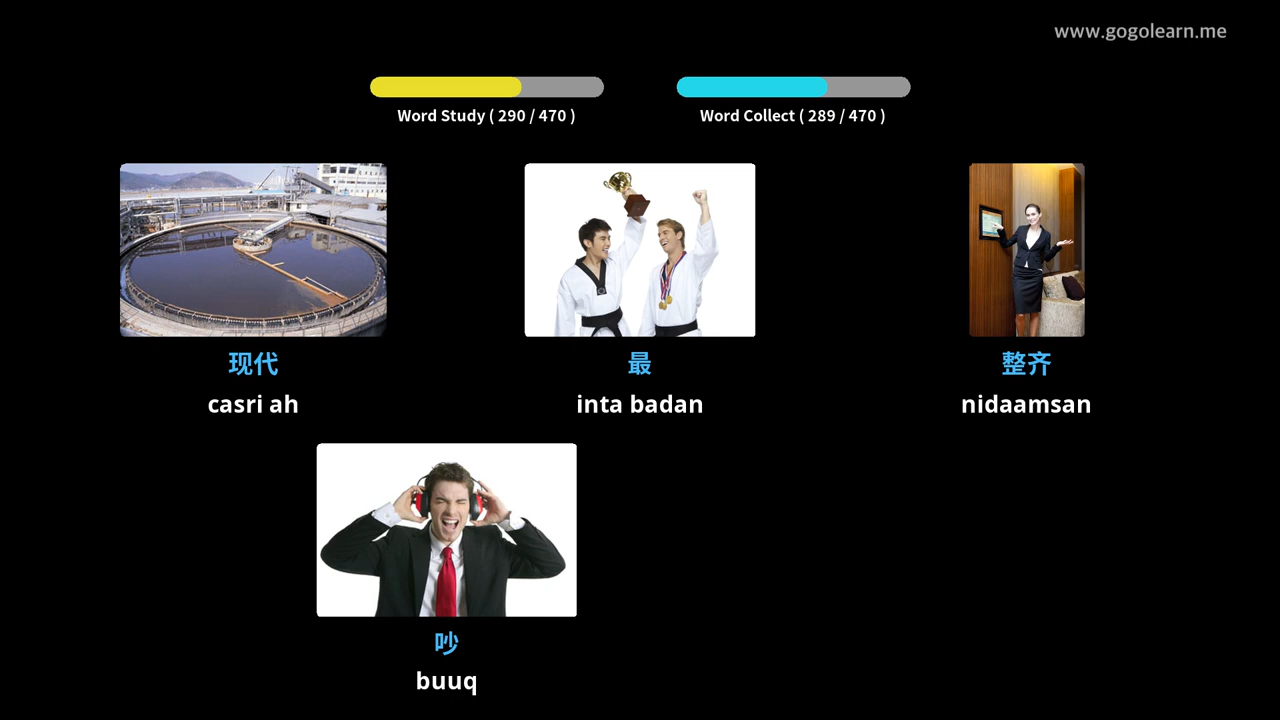 www.gogolearn.me
Word Study ( 290 / 470 )
Word Collect ( 289 / 470 )
现代
casri ah
最
inta badan
整齐
nidaamsan
吵
buuq